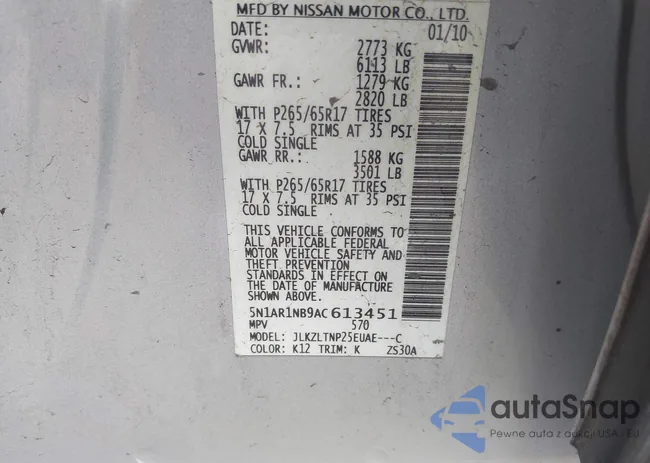 MFD BY NISSAN MOTOR CO., LTD.
DATE: 01/10
GVWR: 2773 KG
6113 LB
GAWR FR.: 1279 KG
2820 LB
WITH P265/65R17 TIRES
17 X 7.5 RIMS AT 35 PSI
COLD SINGLE
GAWR RR.: 1588 KG
3501 LB
WITH P265/65R17 TIRES
17 X 7.5 RIMS AT 35 PSI
COLD SINGLE
THIS VEHICLE CONFORMS TO
ALL APPLICABLE FEDERAL
MOTOR VEHICLE SAFETY AND
THEFT PREVENTION
STANDARDS IN EFFECT ON
THE DATE OF MANUFACTURE
SHOWN ABOVE.
5N1AR1NB9AC613451
MPV 570
MODEL: JLKZLTNP25EUAE---C
COLOR: K12 TRIM: K ZS30A
autoSnap
Pewne auta z aukcji USA i EU